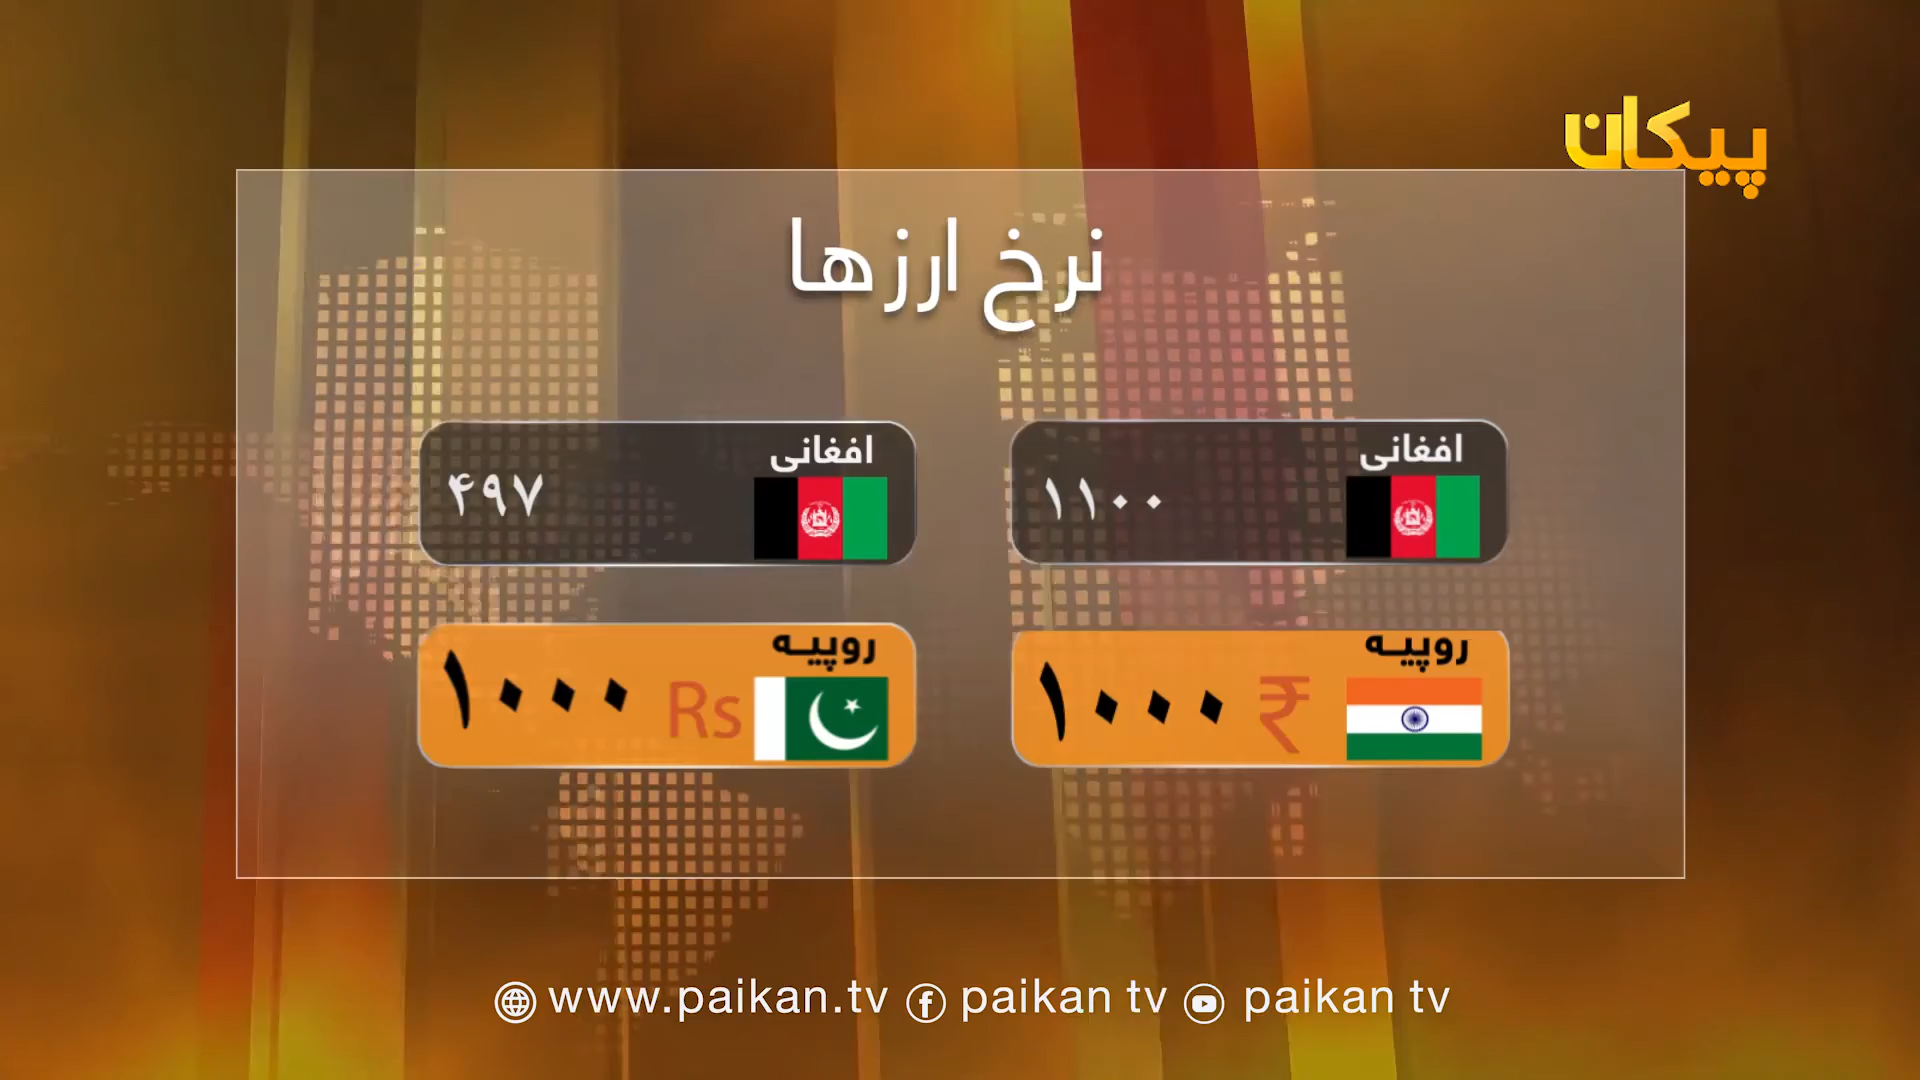 پیکان
نرخ ارزها
افغانی
۱۱۰۰
افغانی
۴۹۷
روپیه
₹ ۱۰۰۰
روپیه
Rs ۱۰۰۰
www.paikan.tv paikan tv paikan tv